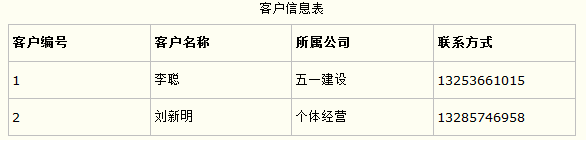 客户信息表
客户编号 客户名称 所属公司 联系方式
1 李聪 五一建设 13253661015
2 刘新明 个体经营 13285746958